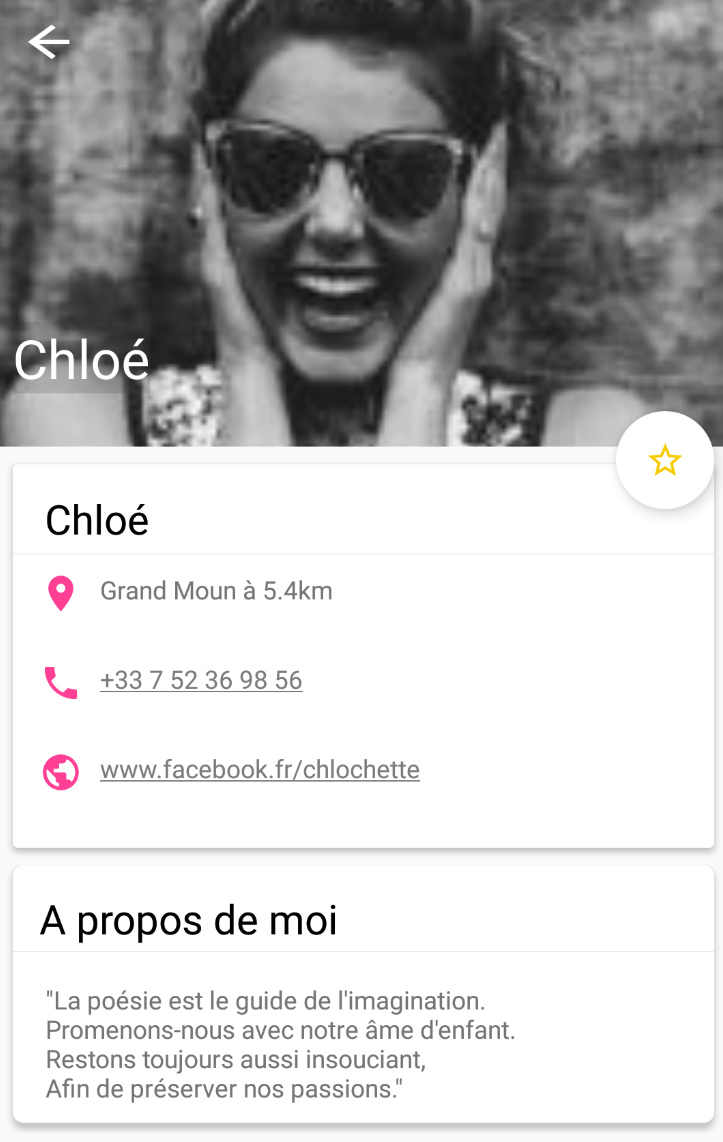 Chloé
Chloé
Grand Moun à 5.4km
+33 7 52 36 98 56
www.facebook.fr/chlochette
A propos de moi
"La poésie est le guide de l'imagination.
Promenons-nous avec notre âme d'enfant.
Restons toujours aussi insouciant,
Afin de préserver nos passions."